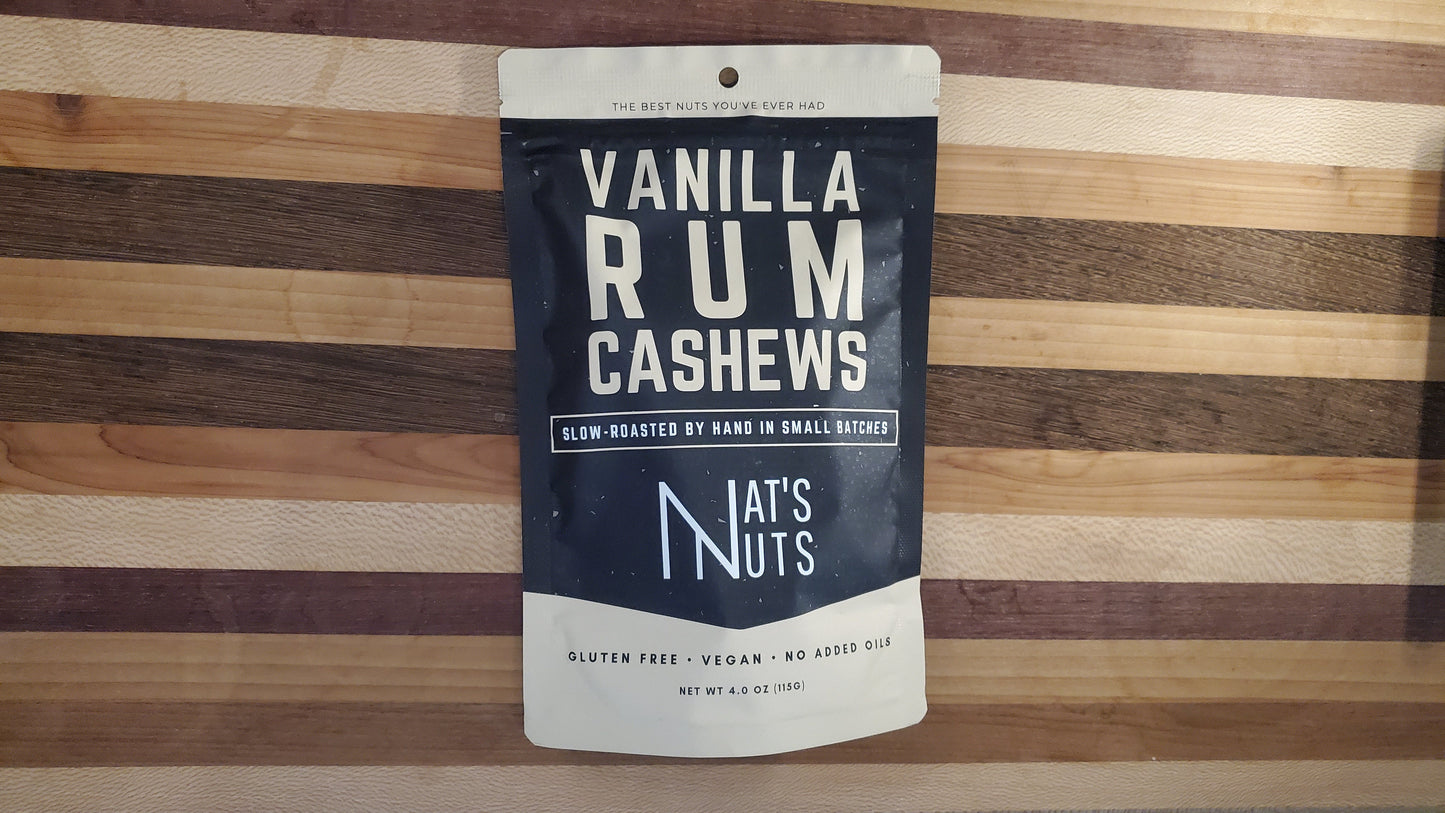 THE BEST NUTS YOU'VE EVER HAD
VANILLA
RUM
CASHEWS
SLOW-ROASTED BY HAND IN SMALL BATCHES
NAT'S
NUTS
GLUTEN FREE • VEGAN • NO ADDED OILS
NET WT 4.0 OZ (115G)